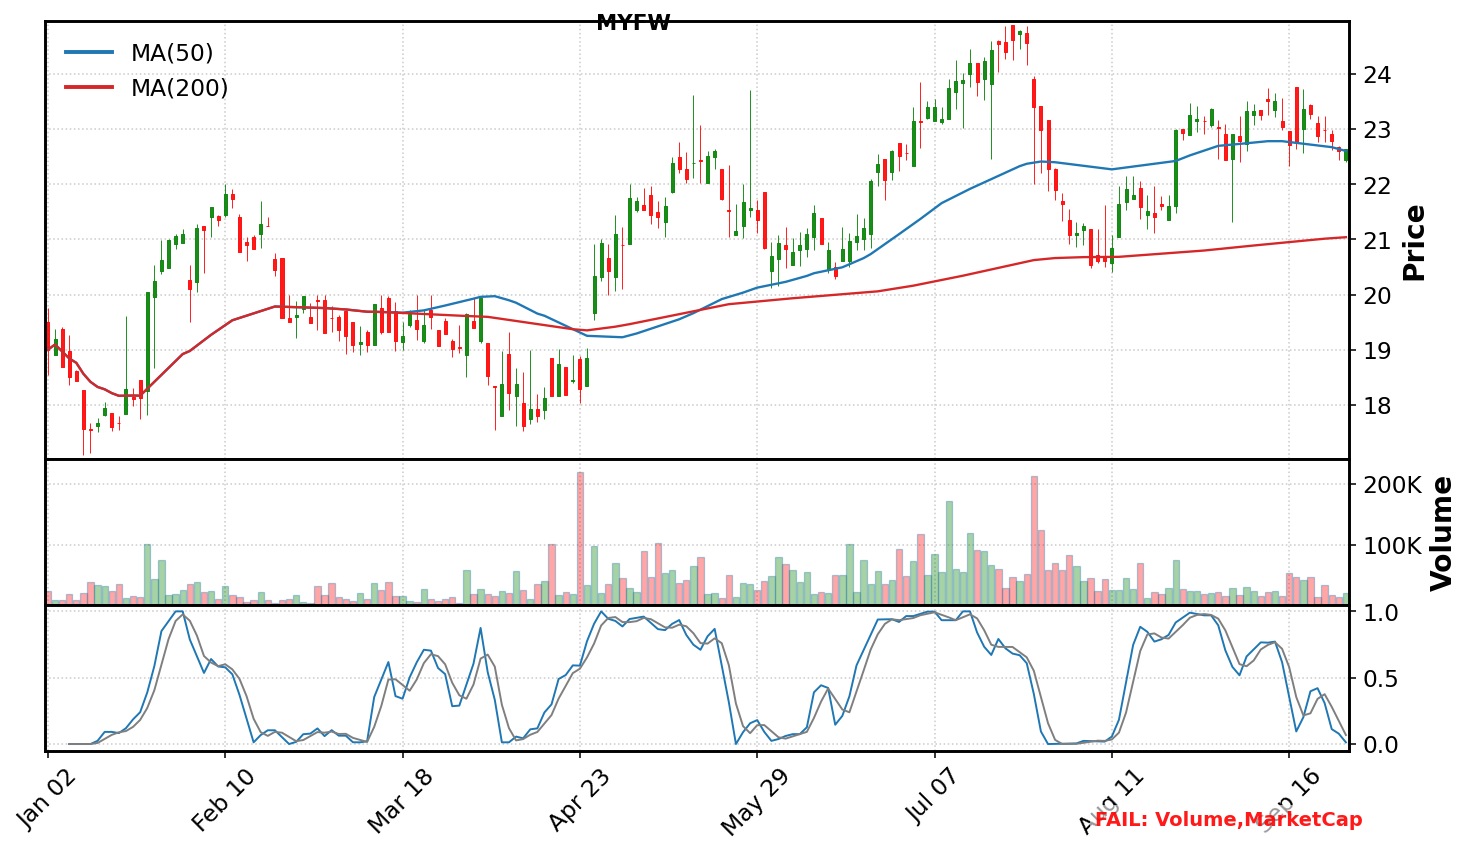 MYFW
MA(50)
MA(200)
24
23
22
21
20
19
18
Price
200K
100K
Volume
1.0
0.5
0.0
Jan 02
Feb 10
Mar 18
Apr 23
May 29
Jul 07
Aug 11
Sep 16
FAIL: Volume,MarketCap